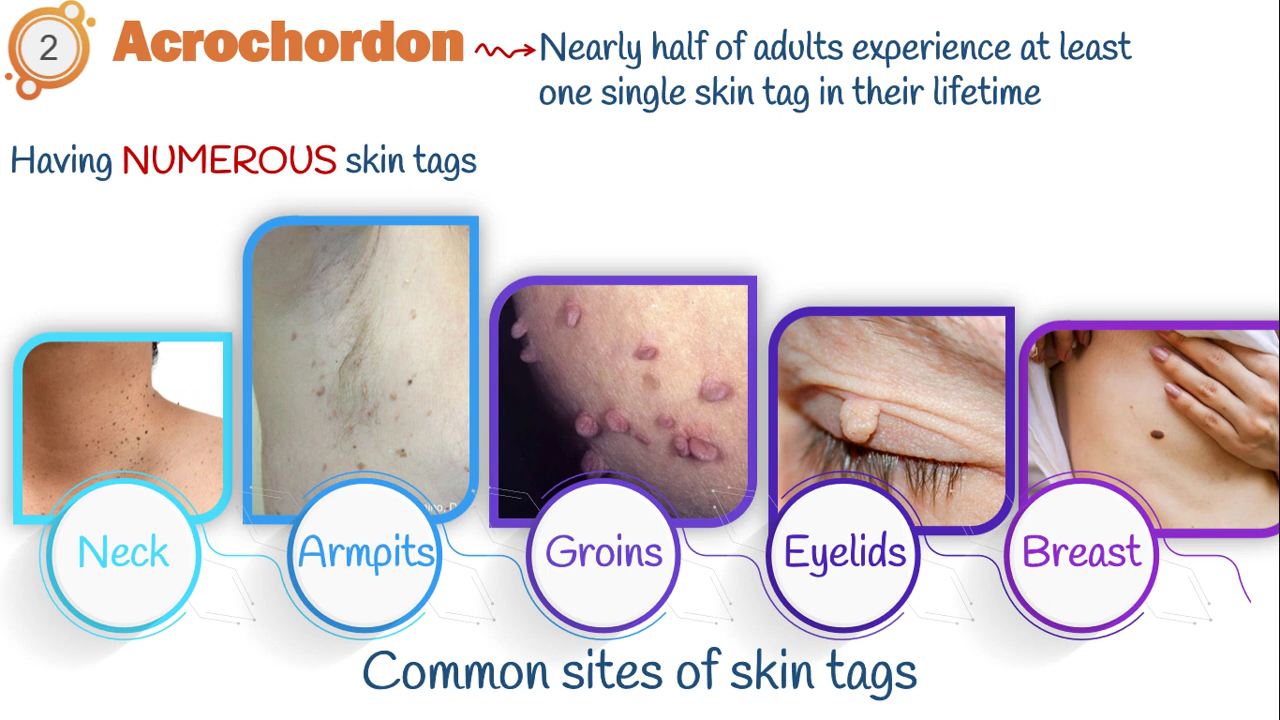 2
Acrochordon
Nearly half of adults experience at least
one single skin tag in their lifetime
Having NUMEROUS skin tags
Neck
Armpits
Groins
Eyelids
Breast
Common sites of skin tags